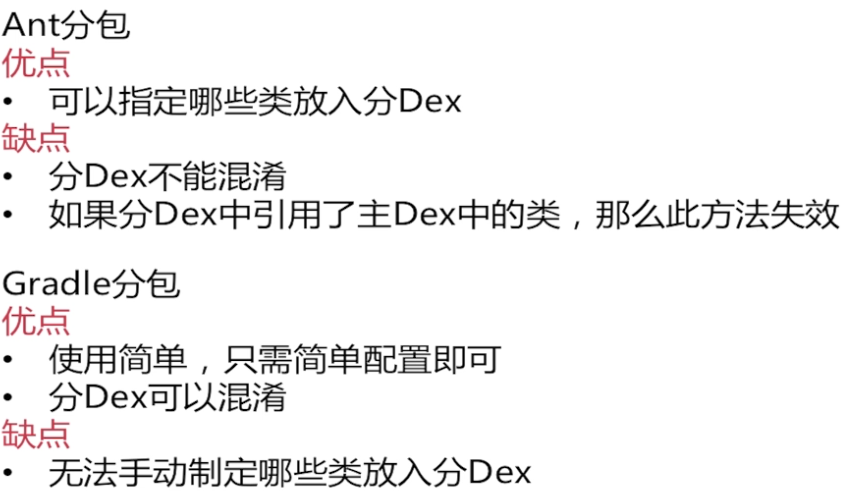 Ant分包
优点
• 可以指定哪些类放入分Dex
缺点
• 分Dex不能混淆
• 如果分Dex中引用了主Dex中的类，那么此方法失效
Gradle分包
优点
• 使用简单，只需简单配置即可
• 分Dex可以混淆
缺点
• 无法手动制定哪些类放入分Dex